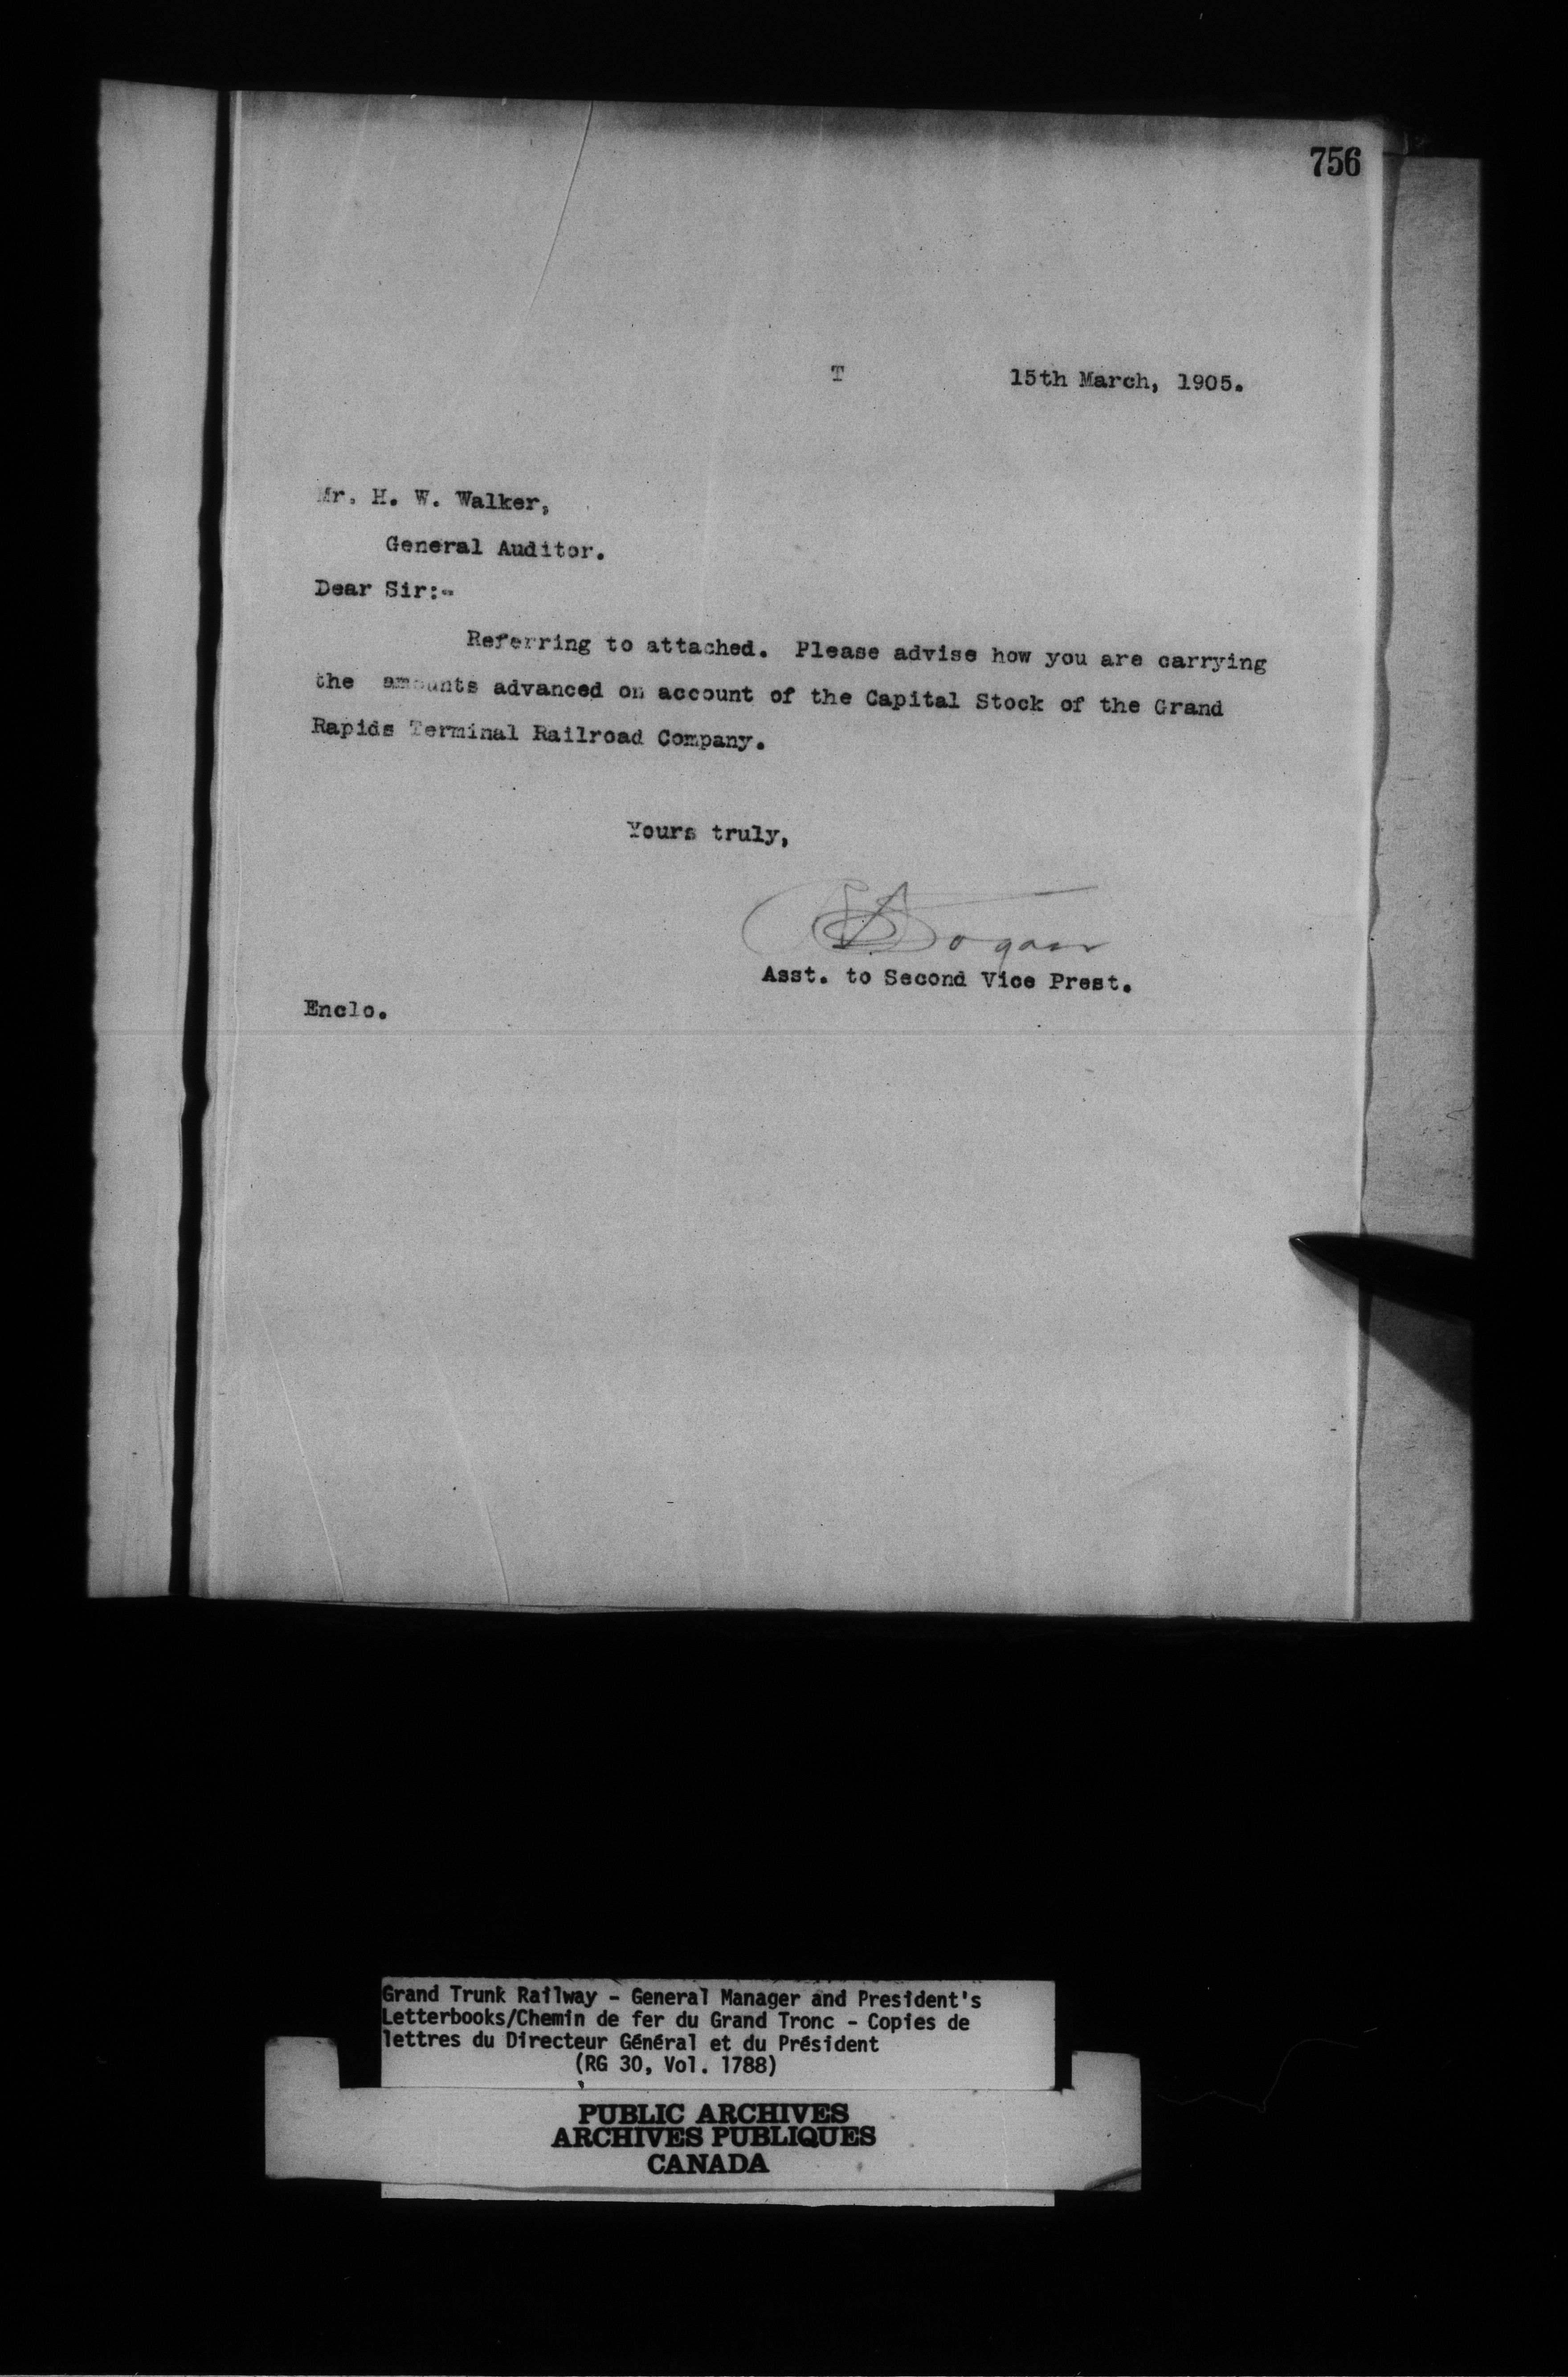 756
T 15th March, 1905.
Mr. H. W. Walker,
General Auditor.
Dear Sir:-
Referring to attached. Please advise how you are carrying
the amounts advanced on account of the Capital Stock of the Grand
Rapids Terminal Railroad Company.
Yours truly,
Asst. to Second Vice Prest.
Enclo.
Grand Trunk Railway - General Manager and President's
Letterbooks/Chemin de fer du Grand Tronc - Copies de
lettres du Directeur Général et du Président
(RG 30, Vol. 1788)
PUBLIC ARCHIVES
ARCHIVES PUBLIQUES
CANADA